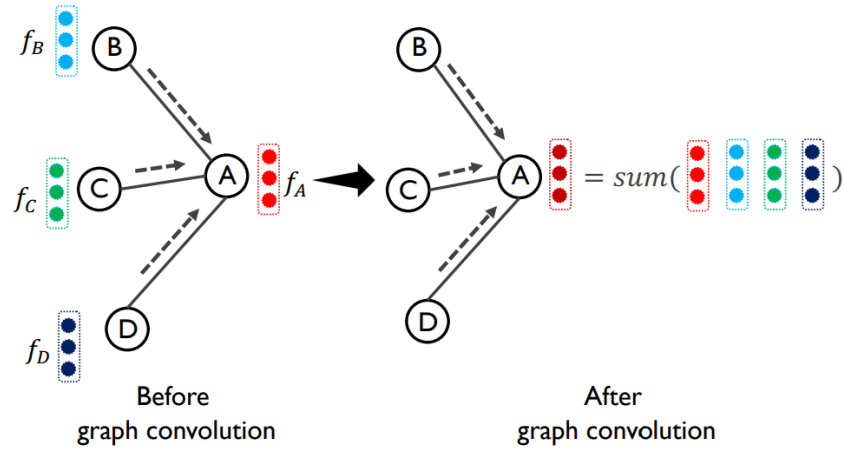 f_B
B
B
C
A
f_A
f_C
C
A
= sum(
)
D
D
f_D
Before
graph convolution
After
graph convolution